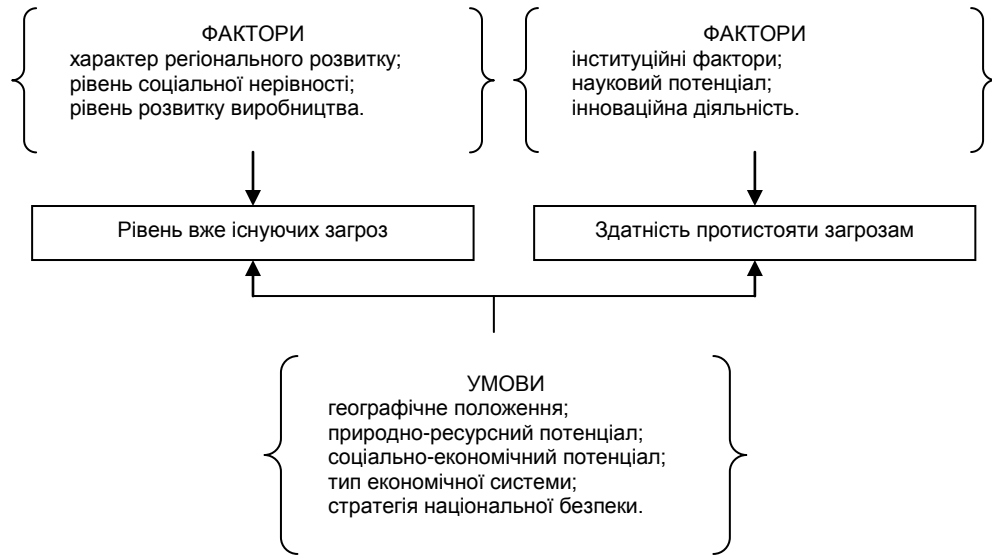 ФАКТОРИ
характер регіонального розвитку;
рівень соціальної нерівності;
рівень розвитку виробництва.
ФАКТОРИ
інституційні фактори;
науковий потенціал;
інноваційна діяльність.
Рівень вже існуючих загроз
Здатність протистояти загрозам
УМОВИ
географічне положення;
природно-ресурсний потенціал;
соціально-економічний потенціал;
тип економічної системи;
стратегія національної безпеки.